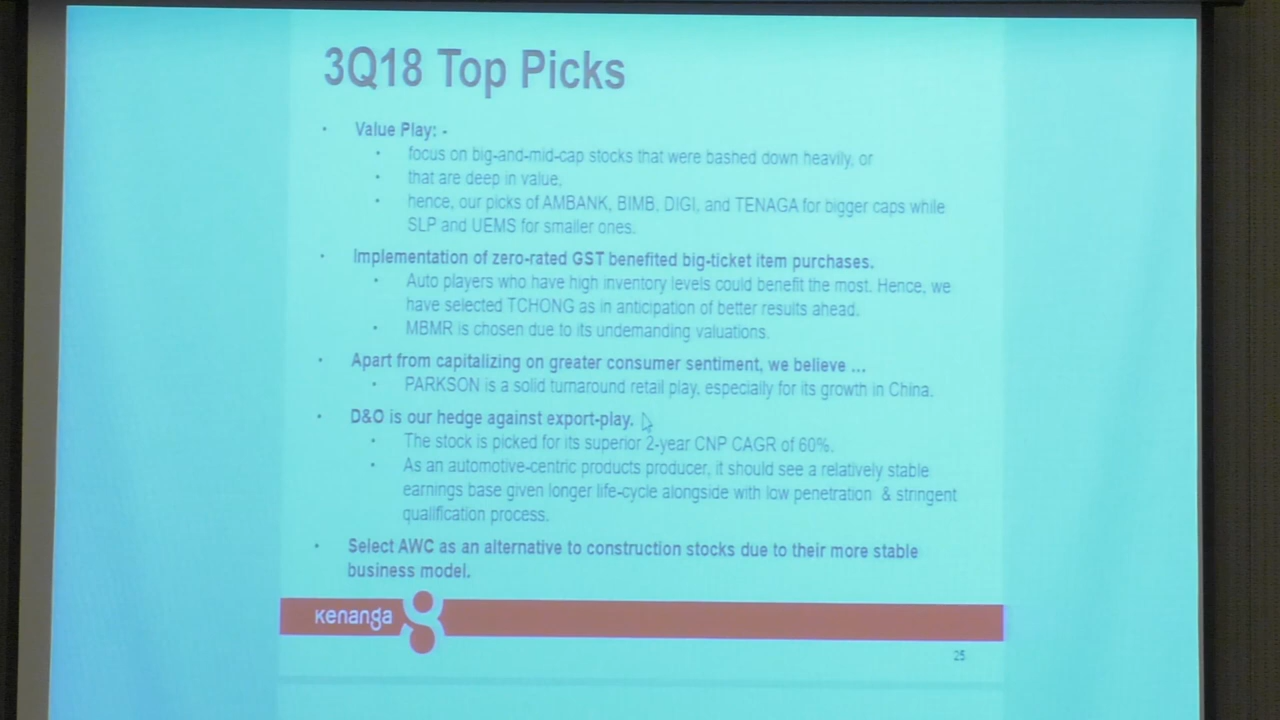 3Q18 Top Picks
• Value Play: -
• focus on big-and-mid-cap stocks that were bashed down heavily, or
• that are deep in value,
• hence, our picks of AMBANK, BIMB, DIGI, and TENAGA for bigger caps while
SLP and UEMS for smaller ones.
• Implementation of zero-rated GST benefited big-ticket item purchases.
• Auto players who have high inventory levels could benefit the most. Hence, we
have selected TCHONG as in anticipation of better results ahead.
• MBMR is chosen due to its undemanding valuations.
• Apart from capitalizing on greater consumer sentiment, we believe ...
• PARKSON is a solid turnaround retail play, especially for its growth in China.
• D&O is our hedge against export-play.
• The stock is picked for its superior 2-year CNP CAGR of 60%.
• As an automotive-centric products producer, it should see a relatively stable
earnings base given longer life-cycle alongside with low penetration & stringent
qualification process.
• Select AWC as an alternative to construction stocks due to their more stable
business model.
kenanga
25